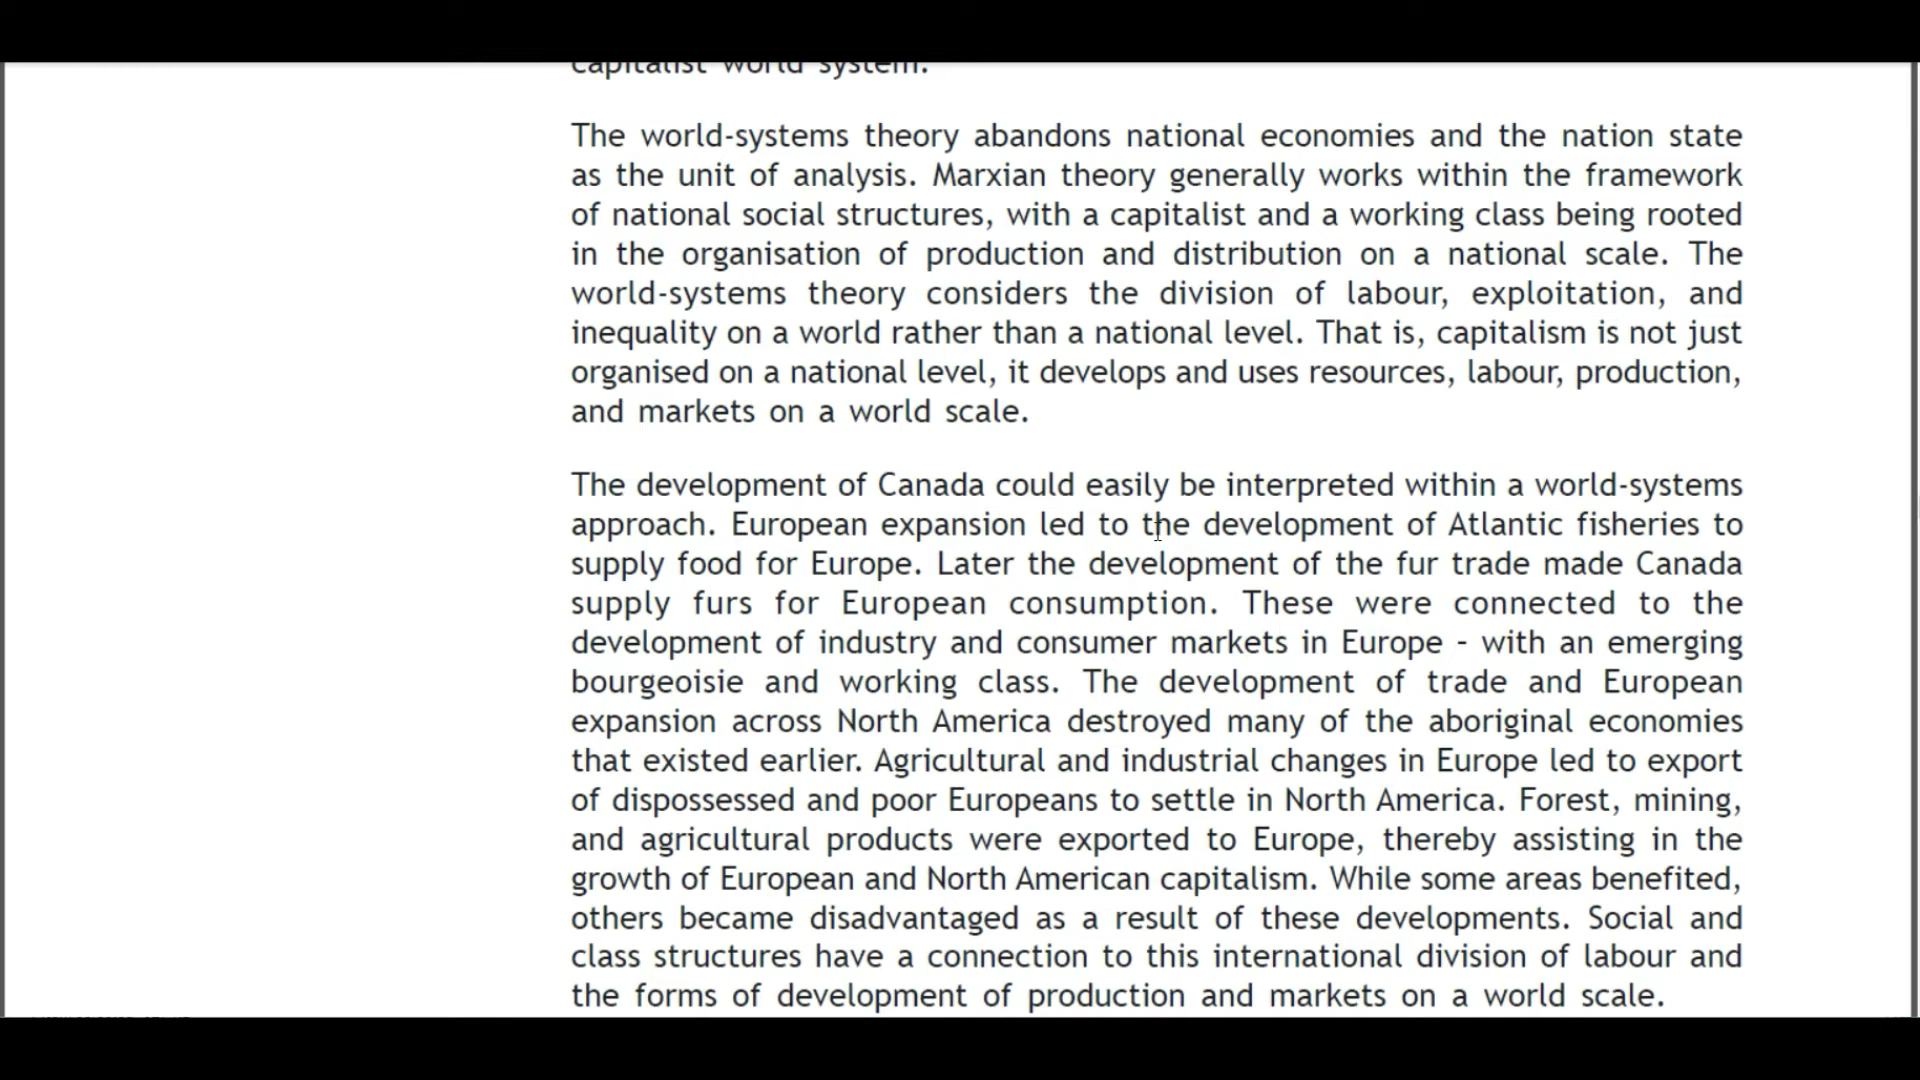 capitalist world system.
The world-systems theory abandons national economies and the nation state
as the unit of analysis. Marxian theory generally works within the framework
of national social structures, with a capitalist and a working class being rooted
in the organisation of production and distribution on a national scale. The
world-systems theory considers the division of labour, exploitation, and
inequality on a world rather than a national level. That is, capitalism is not just
organised on a national level, it develops and uses resources, labour, production,
and markets on a world scale.
The development of Canada could easily be interpreted within a world-systems
approach. European expansion led to the development of Atlantic fisheries to
supply food for Europe. Later the development of the fur trade made Canada
supply furs for European consumption. These were connected to the
development of industry and consumer markets in Europe - with an emerging
bourgeoisie and working class. The development of trade and European
expansion across North America destroyed many of the aboriginal economies
that existed earlier. Agricultural and industrial changes in Europe led to export
of dispossessed and poor Europeans to settle in North America. Forest, mining,
and agricultural products were exported to Europe, thereby assisting in the
growth of European and North American capitalism. While some areas benefited,
others became disadvantaged as a result of these developments. Social and
class structures have a connection to this international division of labour and
the forms of development of production and markets on a world scale.